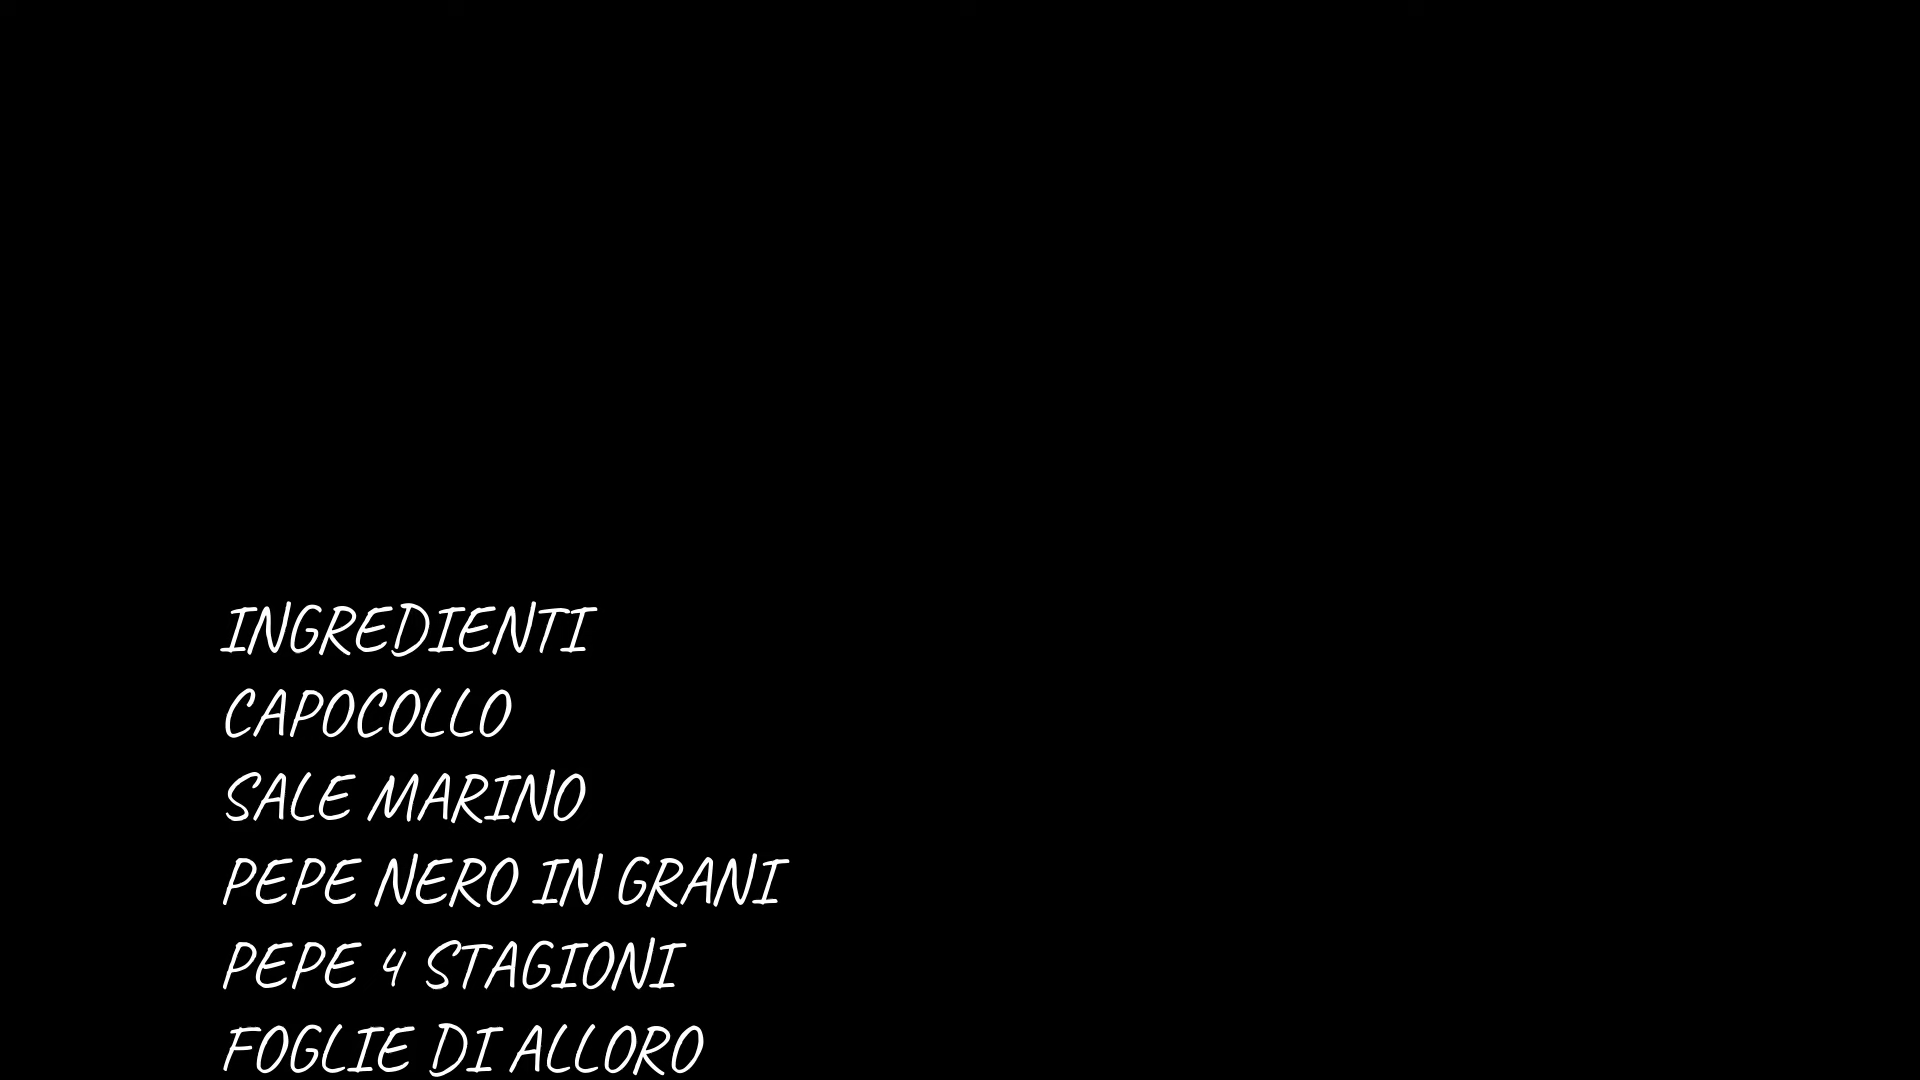 INGREDIENTI
CAPOCOLLO
SALE MARINO
PEPE NERO IN GRANI
PEPE 4 STAGIONI
FOGLIE DI ALLORO